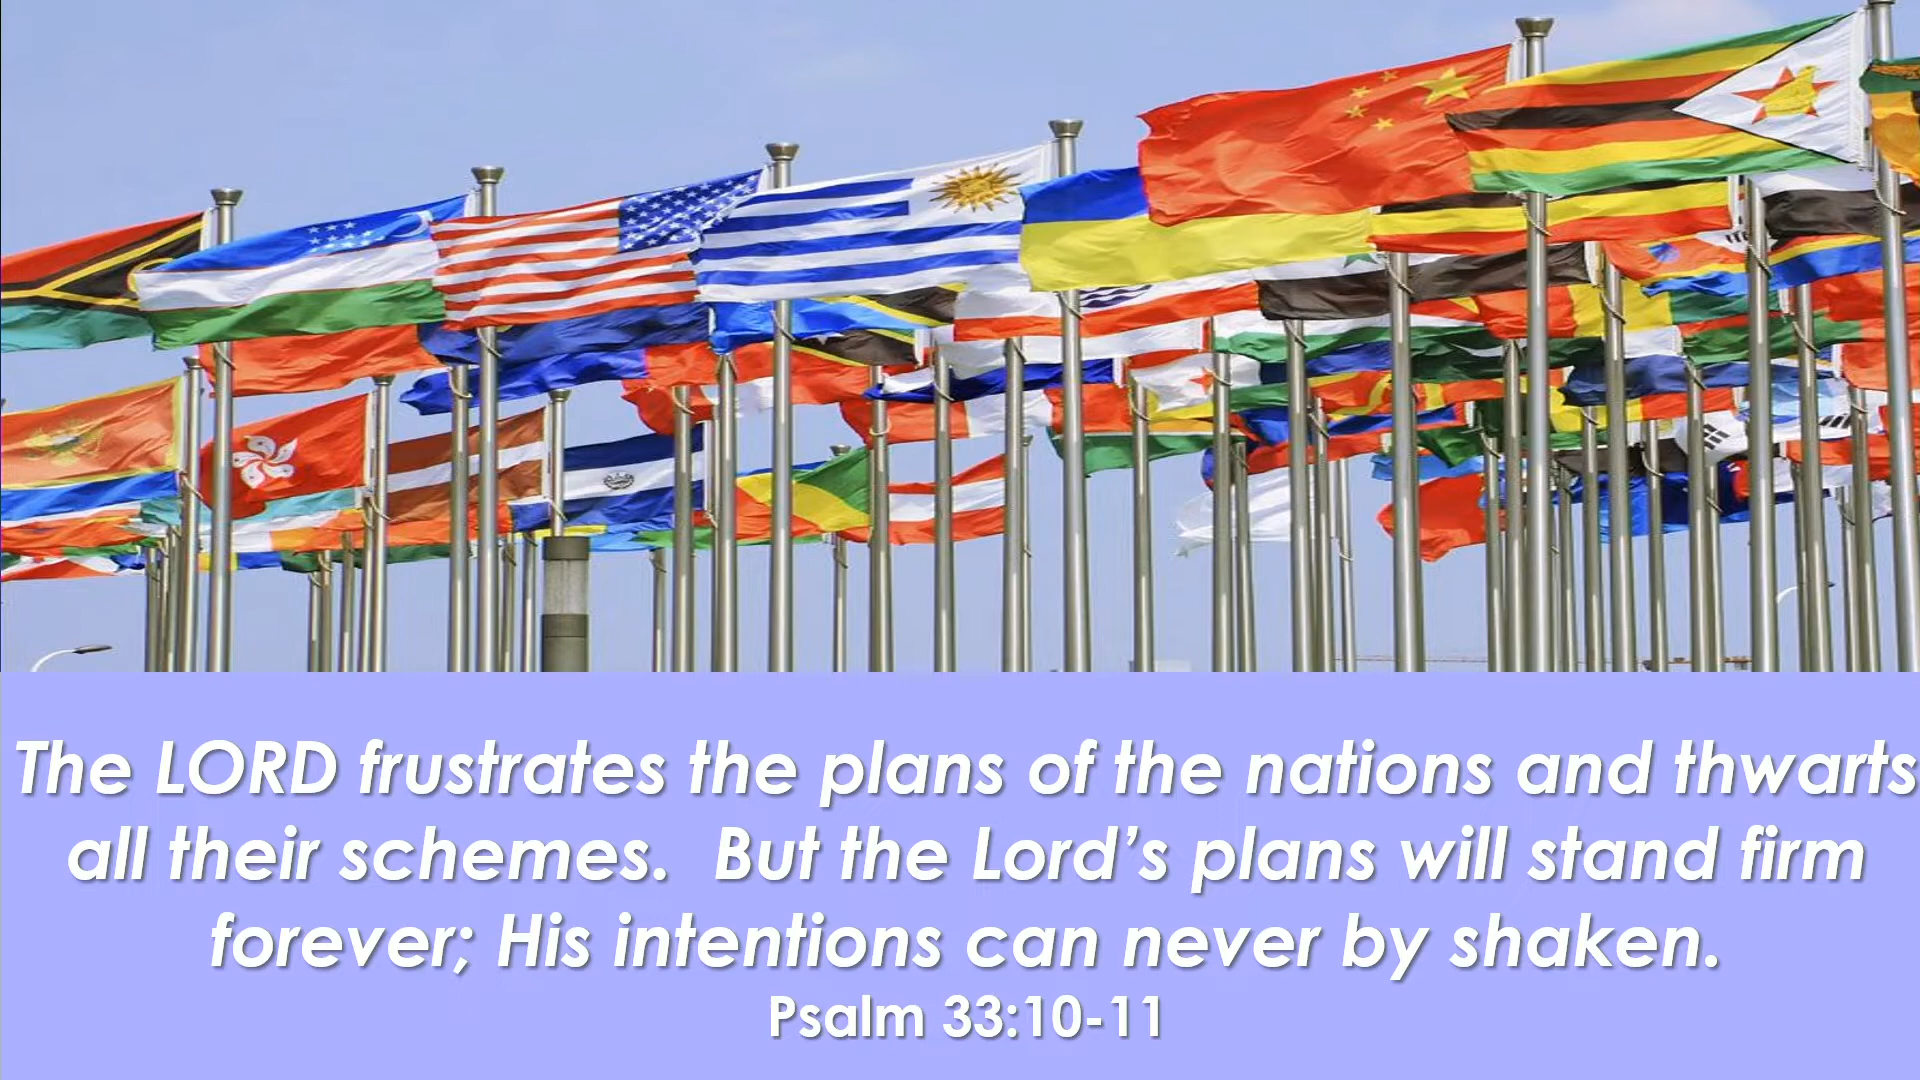 The LORD frustrates the plans of the nations and thwarts
all their schemes.  But the Lord’s plans will stand firm
forever; His intentions can never by shaken.
Psalm 33:10-11